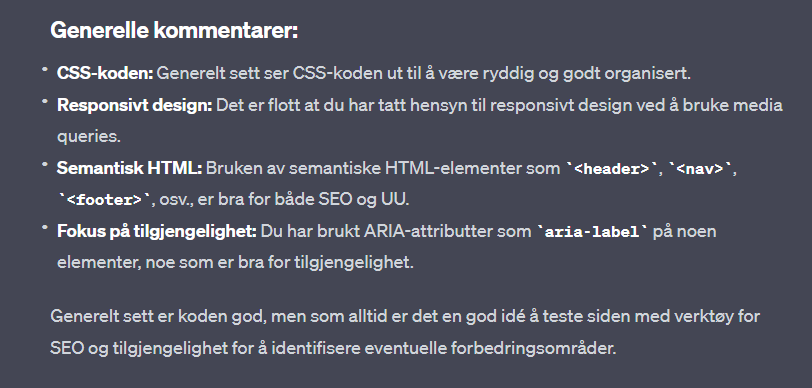 Generelle kommentarer:
• CSS-koden: Generelt sett ser CSS-koden ut til å være ryddig og godt organisert.
• Responsivt design: Det er flott at du har tatt hensyn til responsivt design ved å bruke media
queries.
• Semantisk HTML: Bruken av semantiske HTML-elementer som `<header>`, `<nav>`,
`<footer>`, osv., er bra for både SEO og UU.
• Fokus på tilgjengelighet: Du har brukt ARIA-attributter som `aria-label` på noen
elementer, noe som er bra for tilgjengelighet.
Generelt sett er koden god, men som alltid er det en god idé å teste siden med verktøy for
SEO og tilgjengelighet for å identifisere eventuelle forbedringsområder.